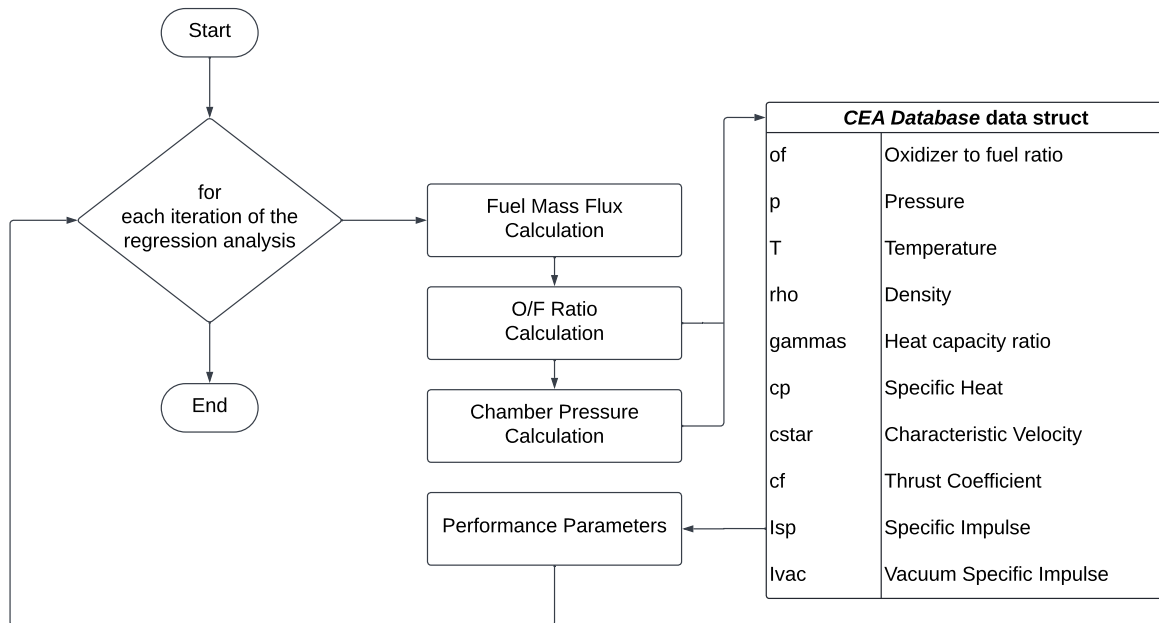 Start
for
each iteration of the
regression analysis
End
Fuel Mass Flux
Calculation
O/F Ratio
Calculation
Chamber Pressure
Calculation
Performance Parameters
CEA Database data struct
of Oxidizer to fuel ratio
p Pressure
T Temperature
rho Density
gammas Heat capacity ratio
cp Specific Heat
cstar Characteristic Velocity
cf Thrust Coefficient
Isp Specific Impulse
Ivac Vacuum Specific Impulse